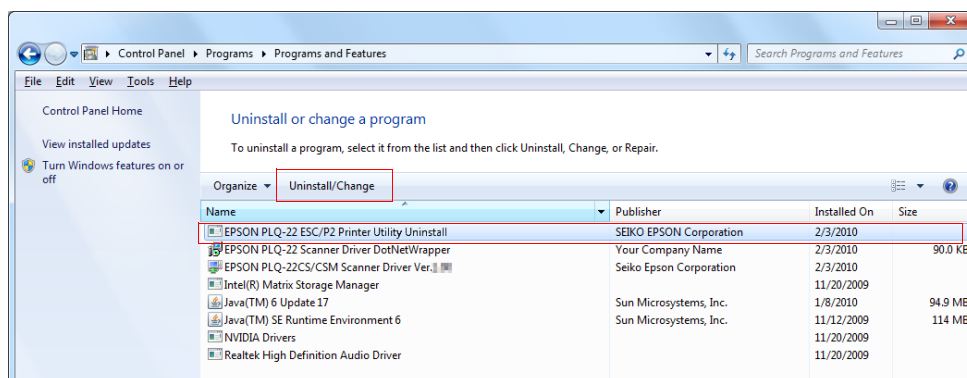 Control Panel Programs Programs and Features Search Programs and Features
File Edit View Tools Help
Control Panel Home
View installed updates
Turn Windows features on or
off
Uninstall or change a program
To uninstall a program, select it from the list and then click Uninstall, Change, or Repair.
Organize Uninstall/Change
Name Publisher Installed On Size
EPSON PLQ-22 ESC/P2 Printer Utility Uninstall SEIKO EPSON Corporation 2/3/2010
EPSON PLQ-22 Scanner Driver DotNetWrapper Your Company Name 2/3/2010 90.0 KB
EPSON PLQ-22CS/CSM Scanner Driver Ver. Seiko Epson Corporation 2/3/2010
Intel(R) Matrix Storage Manager 11/20/2009
Java(TM) 6 Update 17 Sun Microsystems, Inc. 1/8/2010 94.9 MB
Java(TM) SE Runtime Environment 6 Sun Microsystems, Inc. 11/12/2009 114 MB
NVIDIA Drivers 11/20/2009
Realtek High Definition Audio Driver 11/20/2009